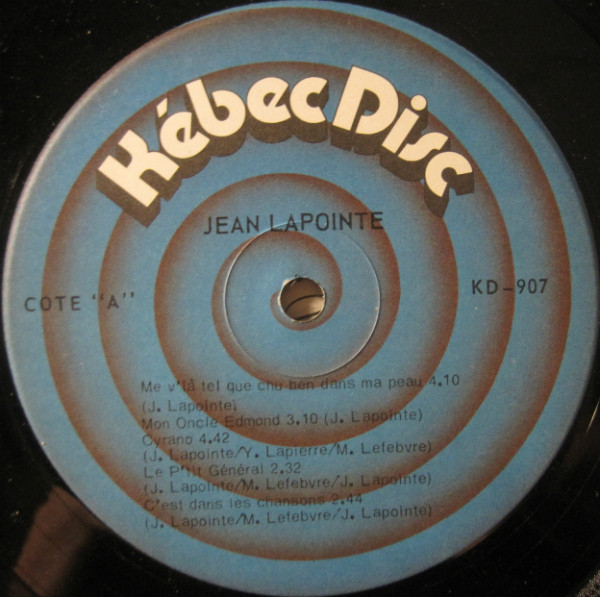 Kébec Disc
JEAN LAPOINTE
COTE "A"
KD-907
Me v'là tel que chu ben dans ma peau 4.10
(J. Lapointe)
Mon Oncle Edmond 3.10 (J. Lapointe)
Cyrano 4.42
(J. Lapointe/Y. Lapierre/M. Lefebvre)
Le P'tit Général 2.32
(J. Lapointe/M. Lefebvre/J. Lapointe)
C'est dans les chansons 2.44
(J. Lapointe/M. Lefebvre/J. Lapointe)